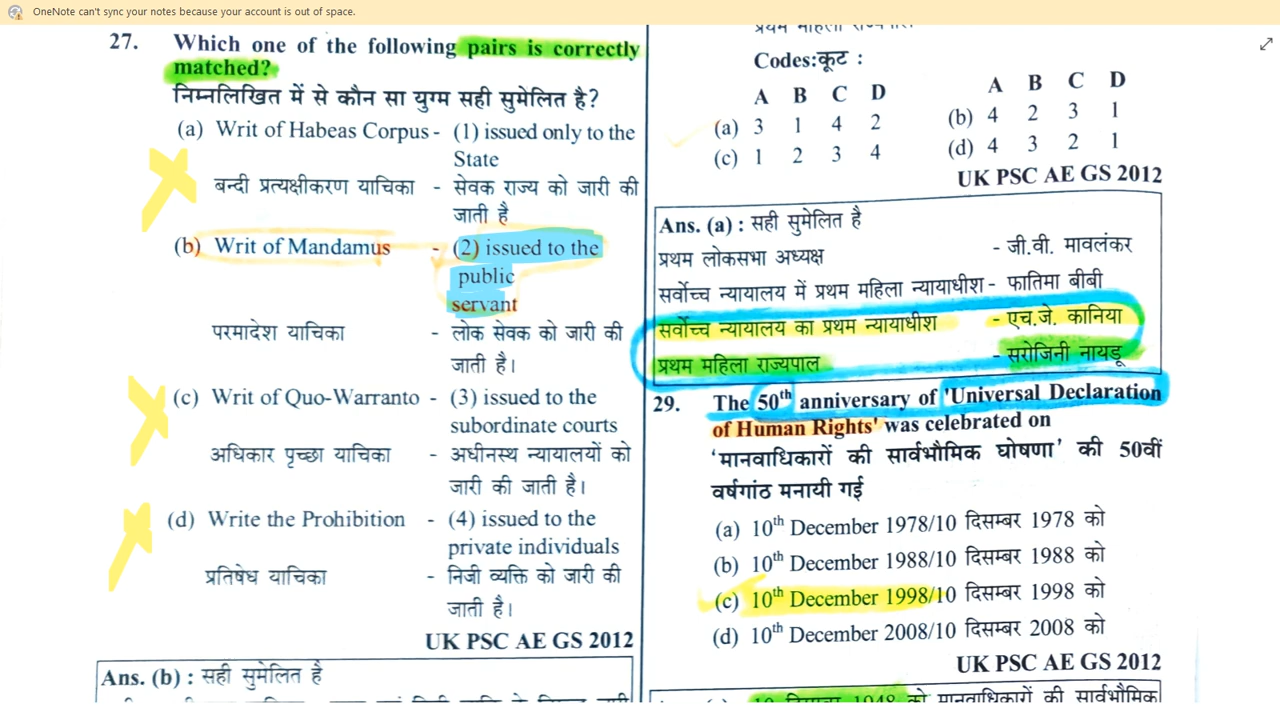 OneNote can't sync your notes because your account is out of space.
27. Which one of the following pairs is correctly
matched?
निम्नलिखित में से कौन सा युग्म सही सुमेलित है?
(a) Writ of Habeas Corpus - (1) issued only to the
State
बन्दी प्रत्यक्षीकरण याचिका - सेवक राज्य को जारी की
जाती है
(b) Writ of Mandamus - (2) issued to the
public
servant
परमादेश याचिका - लोक सेवक को जारी की
जाती है।
(c) Writ of Quo-Warranto - (3) issued to the
subordinate courts
अधिकार पृच्छा याचिका - अधीनस्थ न्यायालयों को
जारी की जाती है।
(d) Write the Prohibition - (4) issued to the
private individuals
प्रतिषेध याचिका - निजी व्यक्ति को जारी की
जाती है।
UK PSC AE GS 2012
Ans. (b) : सही सुमेलित है
Codes:कूट :
A B C D A B C D
(a) 3 1 4 2 (b) 4 2 3 1
(c) 1 2 3 4 (d) 4 3 2 1
UK PSC AE GS 2012
Ans. (a) : सही सुमेलित है
प्रथम लोकसभा अध्यक्ष - जी.वी. मावलंकर
सर्वोच्च न्यायालय में प्रथम महिला न्यायाधीश - फातिमा बीबी
सर्वोच्च न्यायालय का प्रथम न्यायाधीश - एच.जे. कानिया
प्रथम महिला राज्यपाल - सरोजिनी नायडू
29. The 50th anniversary of 'Universal Declaration
of Human Rights' was celebrated on
'मानवाधिकारों की सार्वभौमिक घोषणा' की 50वीं
वर्षगांठ मनायी गई
(a) 10th December 1978/10 दिसम्बर 1978 को
(b) 10th December 1988/10 दिसम्बर 1988 को
(c) 10th December 1998/10 दिसम्बर 1998 को
(d) 10th December 2008/10 दिसम्बर 2008 को
UK PSC AE GS 2012
को मानवाधिकारों की सार्वभौमिक